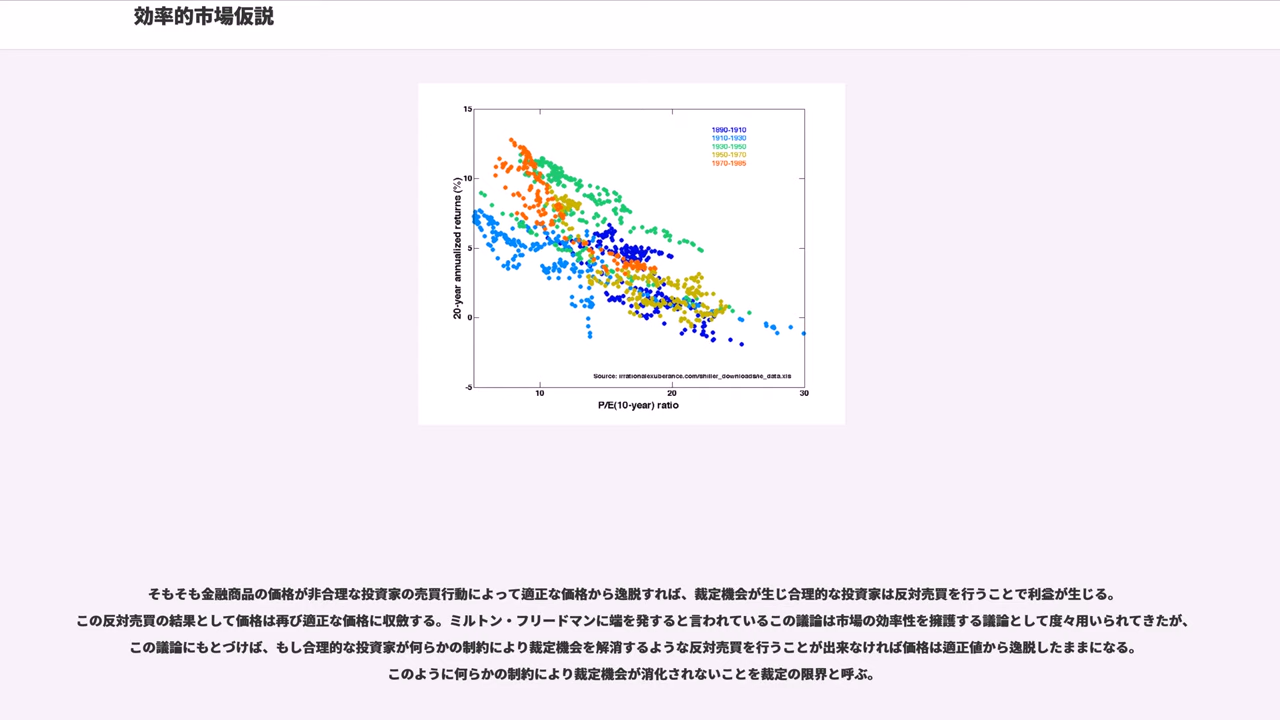 効率的市場仮説
15
10
5
0
-5
10
20
30
20-year annualized returns (%)
P/E(10-year) ratio
1890-1910
1910-1930
1930-1950
1950-1970
1970-1995
Source: irrationalexuberance.com/shiller_downloads/ie_data.xls
そもそも金融商品の価格が非合理な投資家の売買行動によって適正な価格から逸脱すれば、裁定機会が生じ合理的な投資家は反対売買を行うことで利益が生じる。
この反対売買の結果として価格は再び適正な価格に収斂する。ミルトン・フリードマンに端を発すると言われているこの議論は市場の効率性を擁護する議論として度々用いられてきたが、
この議論にもとづけば、もし合理的な投資家が何らかの制約により裁定機会を解消するような反対売買を行うことが出来なければ価格は適正値から逸脱したままになる。
このように何らかの制約により裁定機会が消化されないことを裁定の限界と呼ぶ。